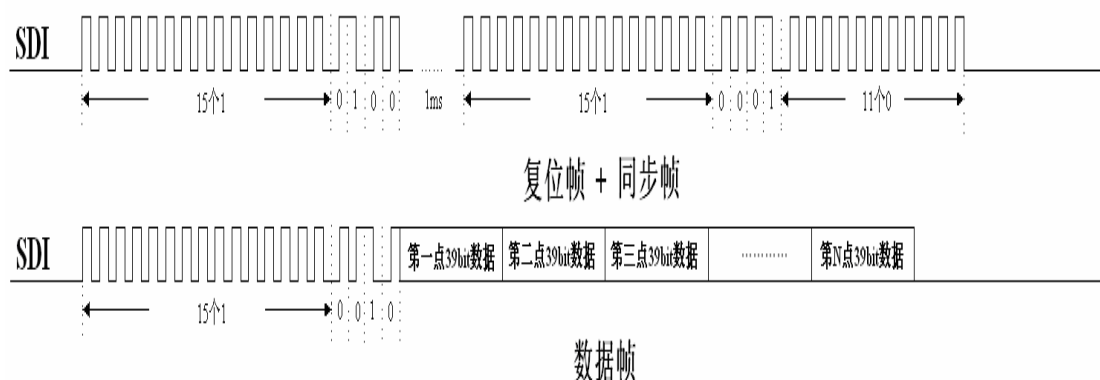 SDI
15个1 0 1 0 0 ...... 1ms 15个1 0 0 0 1 11个0
复位帧 + 同步帧
SDI 第一点39bit数据 第二点39bit数据 第三点39bit数据 ............ 第N点39bit数据
15个1 0 0 1 0
数据帧